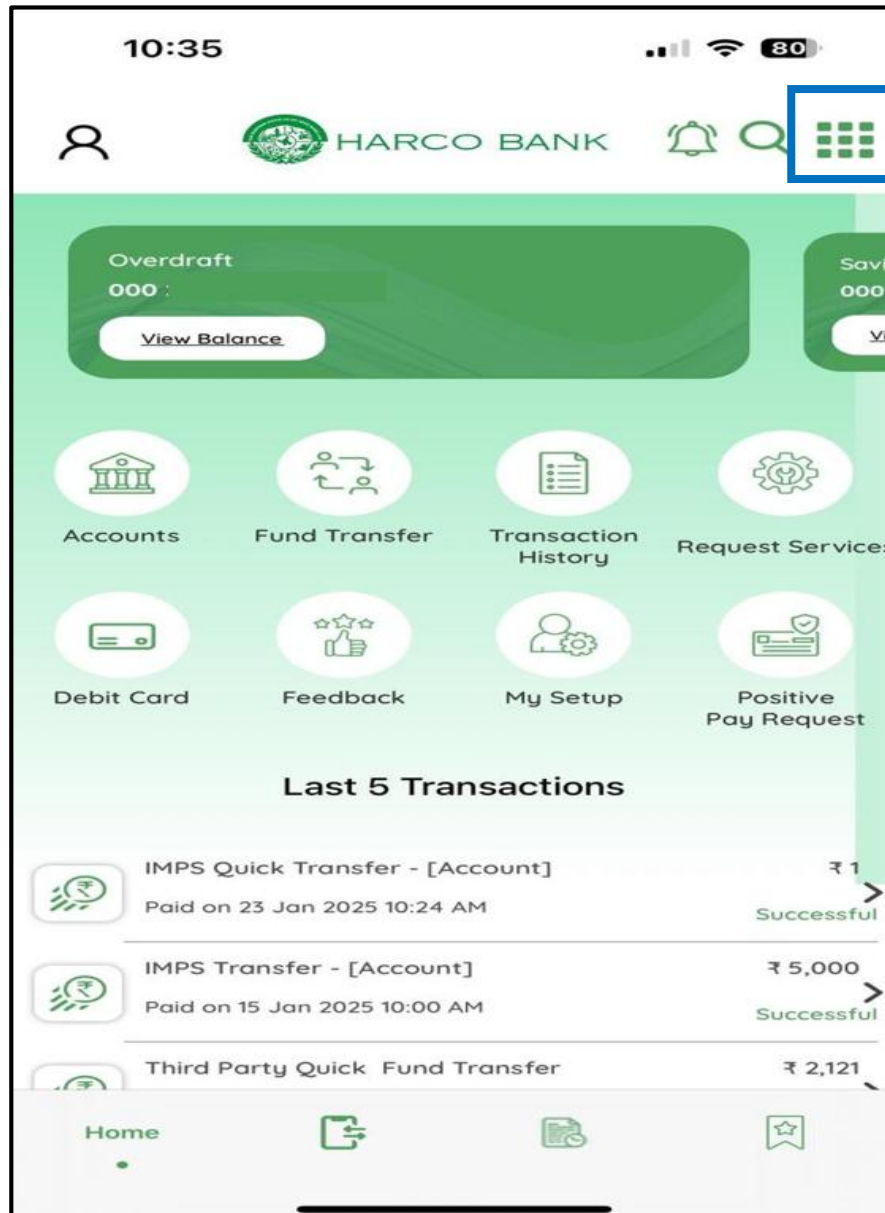 10:35
80
HARCO BANK
Overdraft
000
View Balance
Savi
000
Vi
Accounts
Fund Transfer
Transaction
History
Request Services
Debit Card
Feedback
My Setup
Positive
Pay Request
Last 5 Transactions
IMPS Quick Transfer - [Account]
₹ 1
Paid on 23 Jan 2025 10:24 AM
Successful
IMPS Transfer - [Account]
₹ 5,000
Paid on 15 Jan 2025 10:00 AM
Successful
Third Party Quick Fund Transfer
₹ 2,121
Home